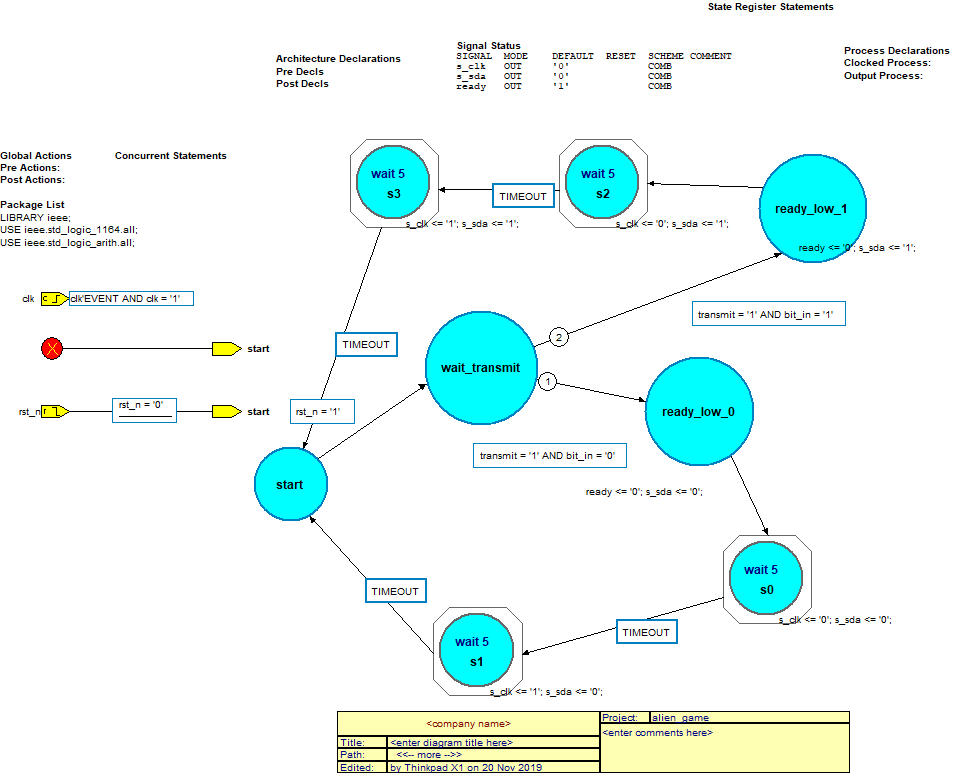 State Register Statements
Architecture Declarations
Pre Decls
Post Decls
Signal Status
SIGNAL MODE DEFAULT RESET SCHEME COMMENT
s_clk OUT '0' COMB
s_sda OUT '0' COMB
ready OUT '1' COMB
Process Declarations
Clocked Process:
Output Process:
Global Actions
Pre Actions:
Post Actions:
Concurrent Statements
Package List
LIBRARY ieee;
USE ieee.std_logic_1164.all;
USE ieee.std_logic_arith.all;
wait 5
s3
s_clk <= '1'; s_sda <= '1';
TIMEOUT
wait 5
s2
s_clk <= '0'; s_sda <= '1';
ready_low_1
ready <= '0'; s_sda <= '1';
clk
c
clk'EVENT AND clk = '1'
X
start
TIMEOUT
wait_transmit
2
transmit = '1' AND bit_in = '1'
1
rst_n
r
rst_n = '0'
start
rst_n = '1'
ready_low_0
transmit = '1' AND bit_in = '0'
start
ready <= '0'; s_sda <= '0';
wait 5
s0
s_clk <= '0'; s_sda <= '0';
TIMEOUT
TIMEOUT
wait 5
s1
s_clk <= '1'; s_sda <= '0';
<company name>
Project: alien_game
<enter comments here>
Title: <enter diagram title here>
Path: <<-- more -->>
Edited: by Thinkpad X1 on 20 Nov 2019